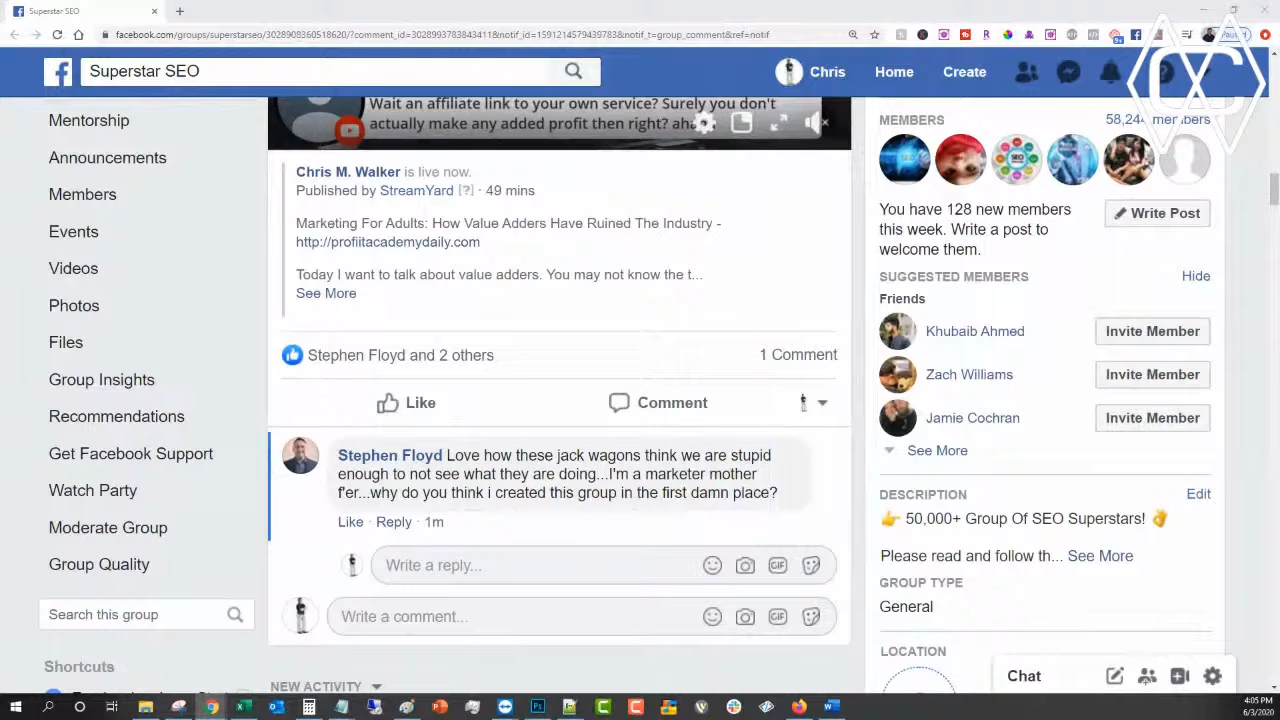 Superstar SEO
facebook.com/groups/superstarseo/3028908360518620/?comment_id=3028993783843411&notif_id=1591214579439783&notif_t=group_comment&ref=notif
Paused
Superstar SEO
Chris
Home
Create
Mentorship
Announcements
Members
Events
Videos
Photos
Files
Group Insights
Recommendations
Get Facebook Support
Watch Party
Moderate Group
Group Quality
Search this group
Shortcuts
Wait an affiliate link to your own service? Surely you don't
actually make any added profit then right? aha
Chris M. Walker is live now.
Published by StreamYard [?] · 49 mins
Marketing For Adults: How Value Adders Have Ruined The Industry -
http://profiitacademydaily.com
Today I want to talk about value adders. You may not know the t...
See More
Stephen Floyd and 2 others
1 Comment
Like
Comment
Stephen Floyd Love how these jack wagons think we are stupid
enough to not see what they are doing...I'm a marketer mother
f'er...why do you think i created this group in the first damn place?
Like · Reply · 1m
Write a reply...
Write a comment...
NEW ACTIVITY
MEMBERS
58,244 members
You have 128 new members
this week. Write a post to
welcome them.
Write Post
SUGGESTED MEMBERS
Hide
Friends
Khubaib Ahmed
Invite Member
Zach Williams
Invite Member
Jamie Cochran
Invite Member
See More
DESCRIPTION
Edit
👉 50,000+ Group Of SEO Superstars! 👌
Please read and follow th... See More
GROUP TYPE
General
LOCATION
Chat
4:05 PM
6/3/2020